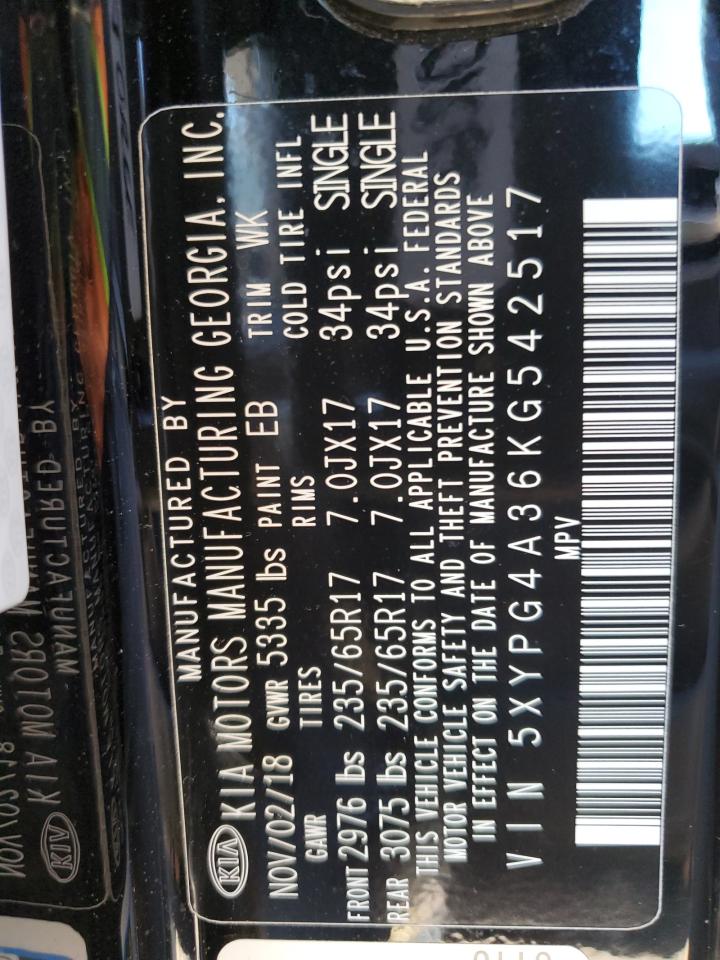 MANUFACTURED BY
KIA KIA MOTORS MANUFACTURING GEORGIA, INC.
NOV/02/18 GVWR 5335 lbs PAINT EB TRIM WK
GAWR TIRES RIMS COLD TIRE INFL
FRONT 2976 lbs 235/65R17 7.0JX17 34psi SINGLE
REAR 3075 lbs 235/65R17 7.0JX17 34psi SINGLE
THIS VEHICLE CONFORMS TO ALL APPLICABLE U.S.A. FEDERAL
MOTOR VEHICLE SAFETY AND THEFT PREVENTION STANDARDS
IN EFFECT ON THE DATE OF MANUFACTURE SHOWN ABOVE
VIN 5XYPG4A36KG542517
MPV